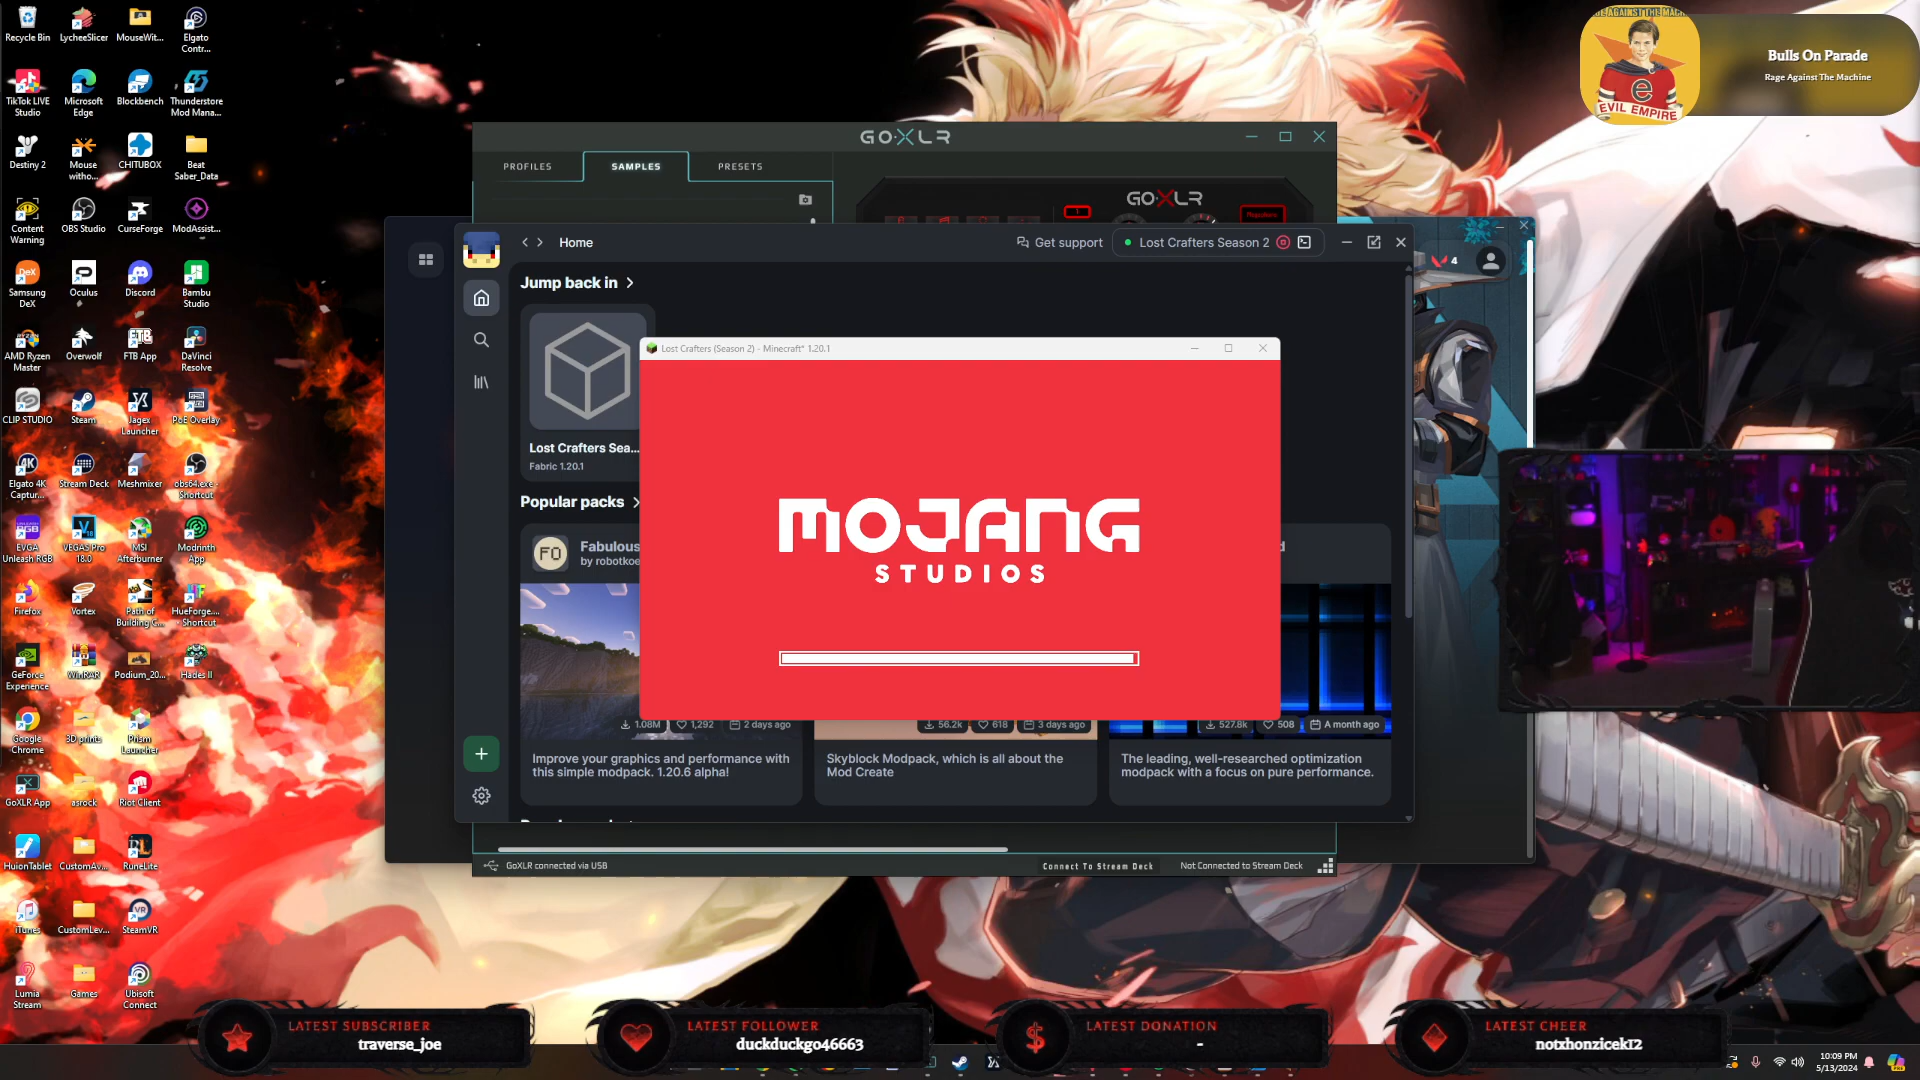 Recycle Bin
LycheeSlicer
MouseWit...
Elgato Contr...
TikTok LIVE Studio
Microsoft Edge
Blockbench
Thunderstore Mod Mana...
Destiny 2
Mouse witho...
CHITUBOX
Beat Saber_Data
Content Warning
OBS Studio
CurseForge
ModAssist...
Samsung DeX
Oculus
Discord
Bambu Studio
AMD Ryzen Master
Overwolf
FTB App
DaVinci Resolve
CLIP STUDIO
Steam
Jagex Launcher
PoE Overlay
Elgato 4K Captur...
Stream Deck
Meshmixer
obs64.exe - Shortcut
EVGA Unleash RGB
VEGAS Pro 18.0
MSI Afterburner
Modrinth App
Firefox
Vortex
Path of Building C...
HueForge.... - Shortcut
GeForce Experience
WinRAR
Podium_20...
Hades II
Google Chrome
3D prints
Prism Launcher
GoXLR App
asrock
Riot Client
HuionTablet
CustomAv...
RuneLite
iTunes
CustomLev...
SteamVR
Lumia Stream
Games
Ubisoft Connect
GO XLR
PROFILES
SAMPLES
PRESETS
GO XLR
Home
Get support
Lost Crafters Season 2
4
Jump back in
Lost Crafters Sea...
Fabric 1.20.1
Popular packs
FO
Fabulous
by robotkoe
Lost Crafters (Season 2) - Minecraft* 1.20.1
MOJANG
STUDIOS
1.08M
1,292
2 days ago
56.2k
618
3 days ago
527.8k
508
A month ago
Improve your graphics and performance with
this simple modpack. 1.20.6 alpha!
Skyblock Modpack, which is all about the
Mod Create
The leading, well-researched optimization
modpack with a focus on pure performance.
GoXLR connected via USB
Connect To Stream Deck
Not Connected to Stream Deck
EVIL EMPIRE
Bulls On Parade
Rage Against The Machine
LATEST SUBSCRIBER
traverse_joe
LATEST FOLLOWER
duckduckgo46663
LATEST DONATION
-
LATEST CHEER
notxhonzicek12
10:09 PM
5/13/2024